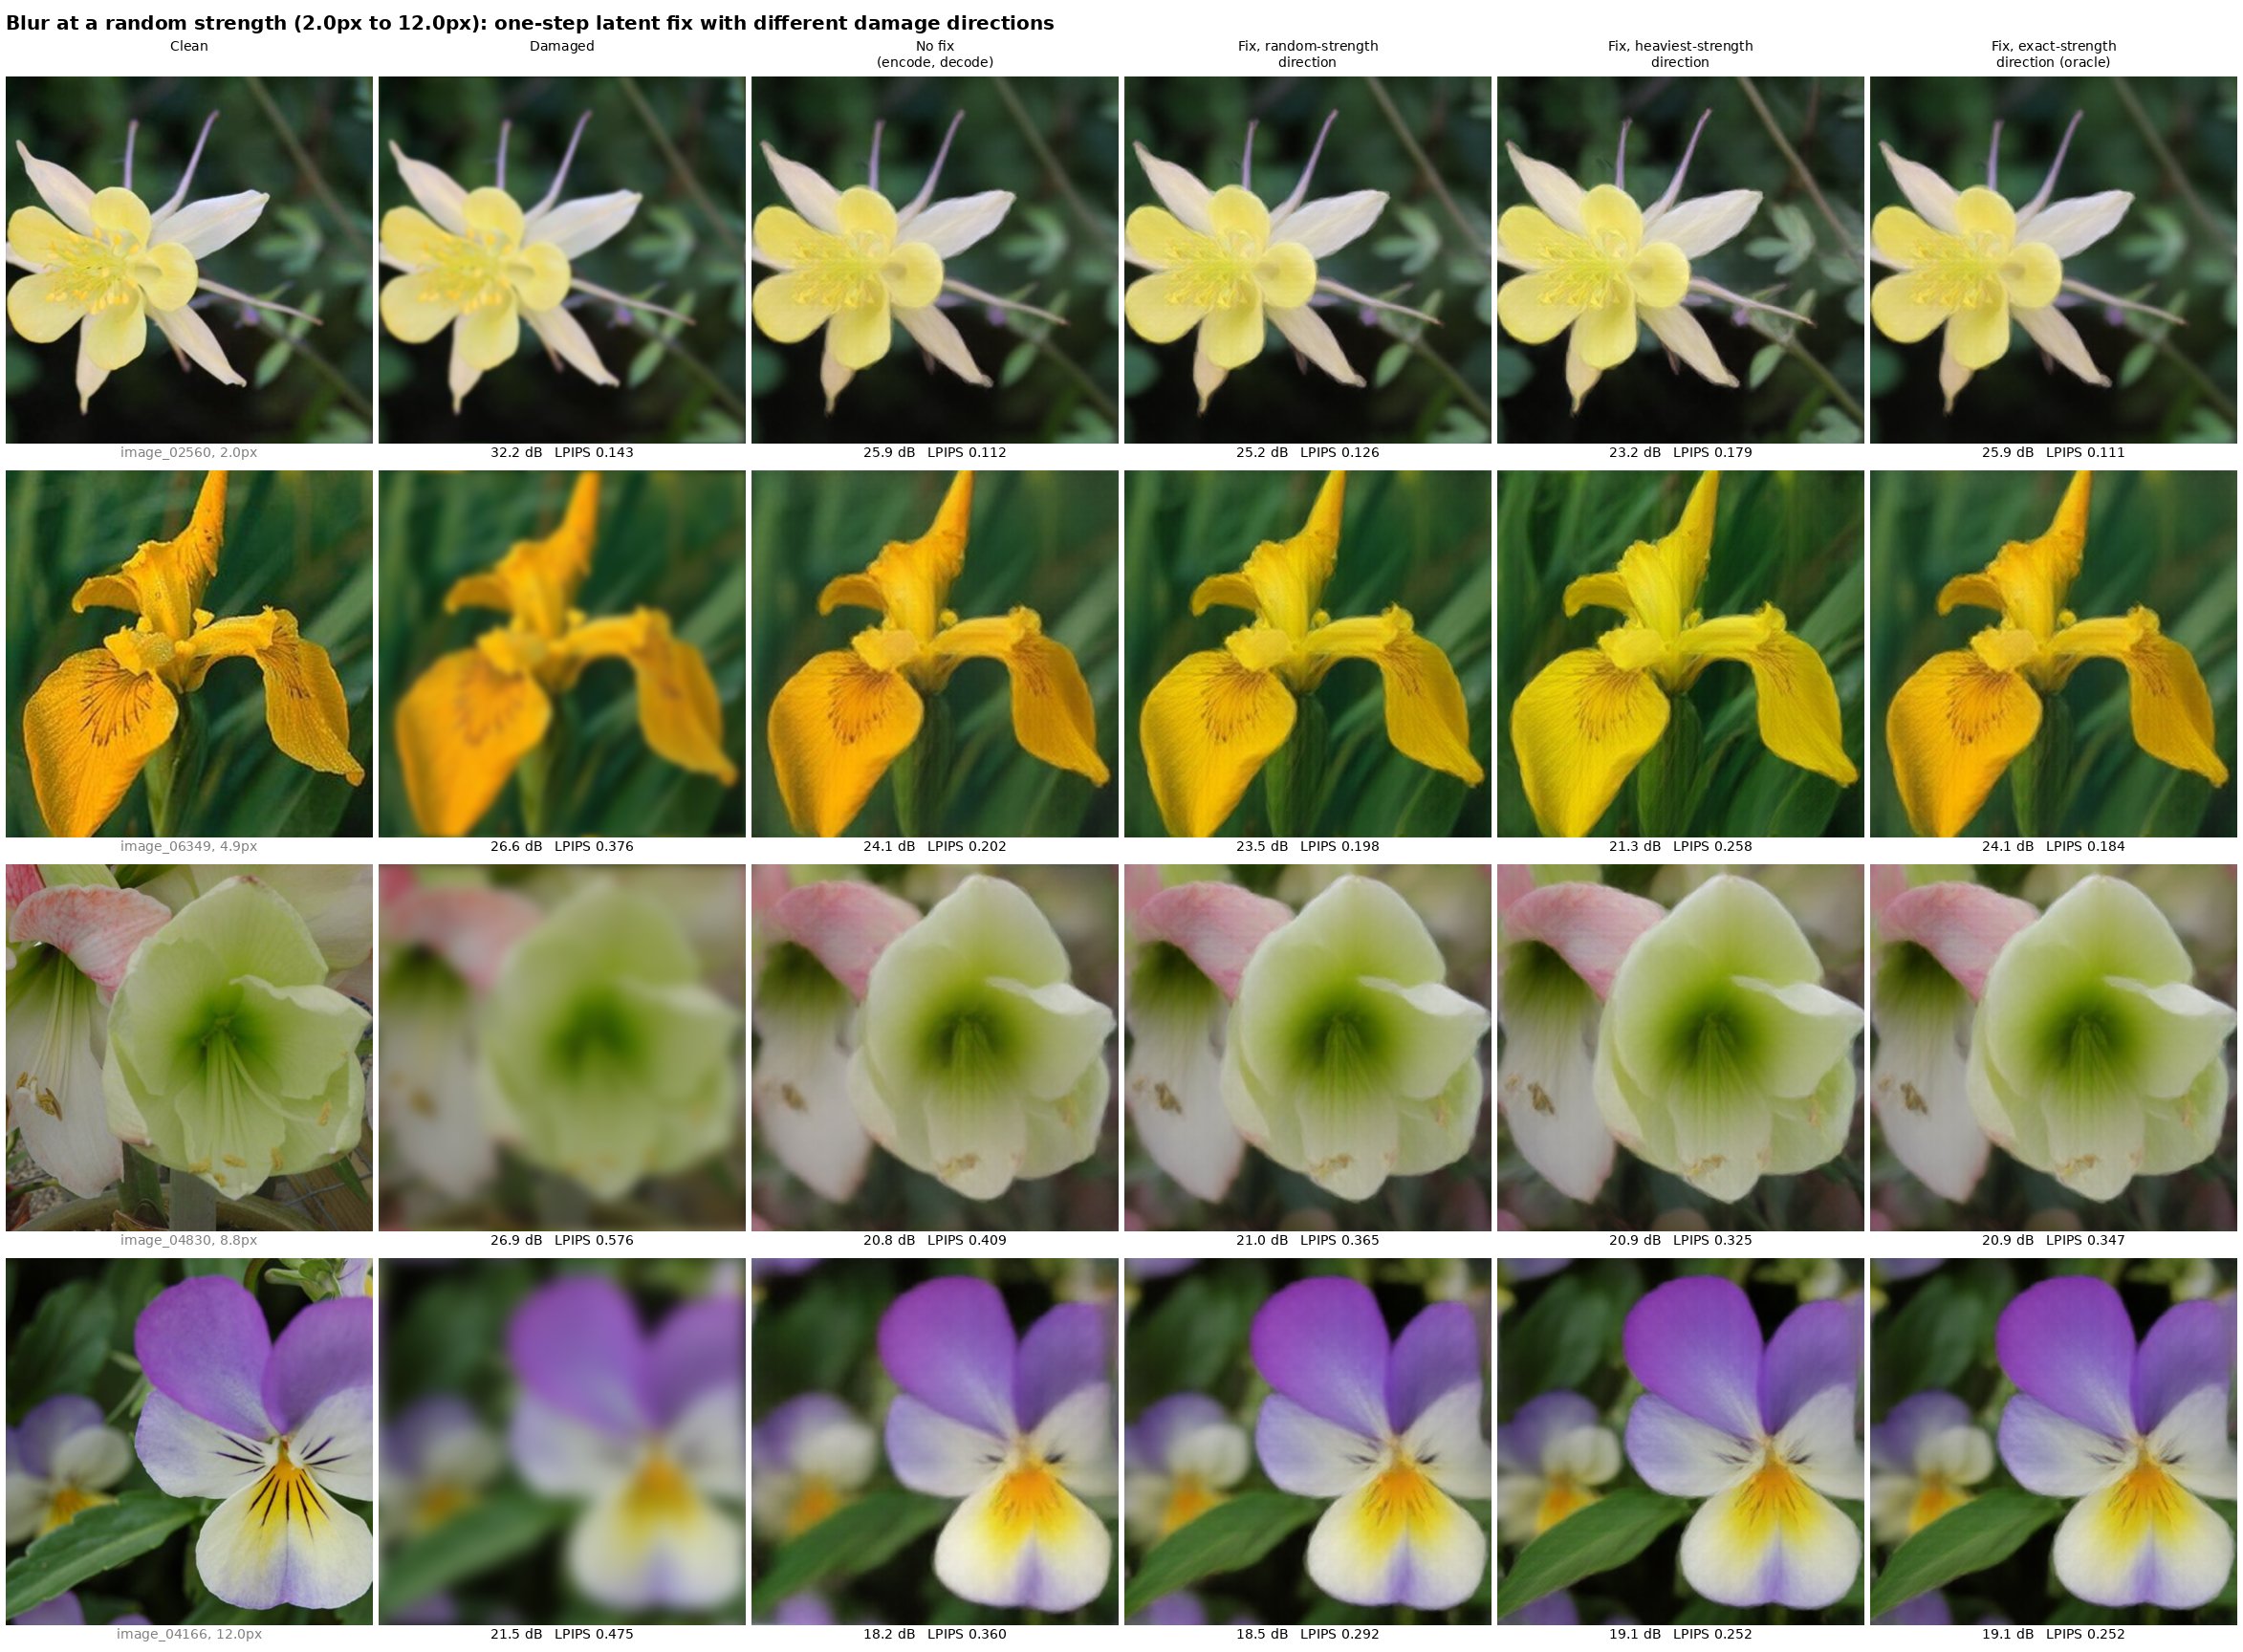 Blur at a random strength (2.0px to 12.0px): one-step latent fix with different damage directions
Clean
Damaged
No fix
(encode, decode)
Fix, random-strength
direction
Fix, heaviest-strength
direction
Fix, exact-strength
direction (oracle)
image_02560, 2.0px
32.2 dB LPIPS 0.143
25.9 dB LPIPS 0.112
25.2 dB LPIPS 0.126
23.2 dB LPIPS 0.179
25.9 dB LPIPS 0.111
image_06349, 4.9px
26.6 dB LPIPS 0.376
24.1 dB LPIPS 0.202
23.5 dB LPIPS 0.198
21.3 dB LPIPS 0.258
24.1 dB LPIPS 0.184
image_04830, 8.8px
26.9 dB LPIPS 0.576
20.8 dB LPIPS 0.409
21.0 dB LPIPS 0.365
20.9 dB LPIPS 0.325
20.9 dB LPIPS 0.347
image_04166, 12.0px
21.5 dB LPIPS 0.475
18.2 dB LPIPS 0.360
18.5 dB LPIPS 0.292
19.1 dB LPIPS 0.252
19.1 dB LPIPS 0.252